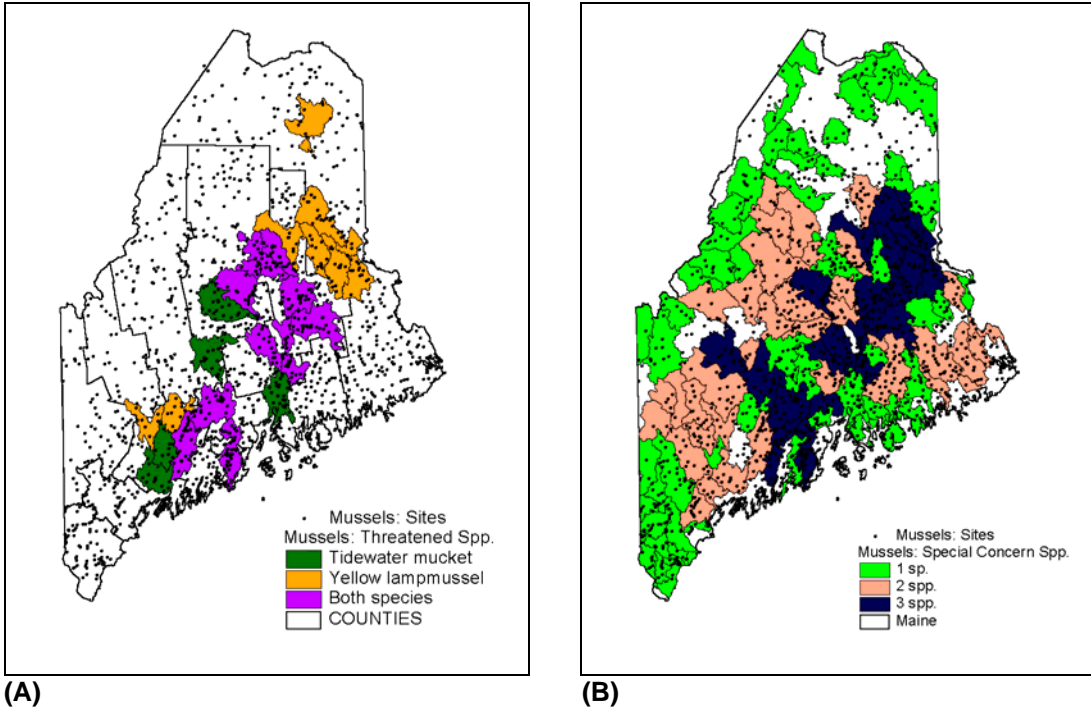 Mussels: Sites
Mussels: Threatened Spp.
Tidewater mucket
Yellow lampmussel
Both species
COUNTIES
(A)
Mussels: Sites
Mussels: Special Concern Spp.
1 sp.
2 spp.
3 spp.
Maine
(B)